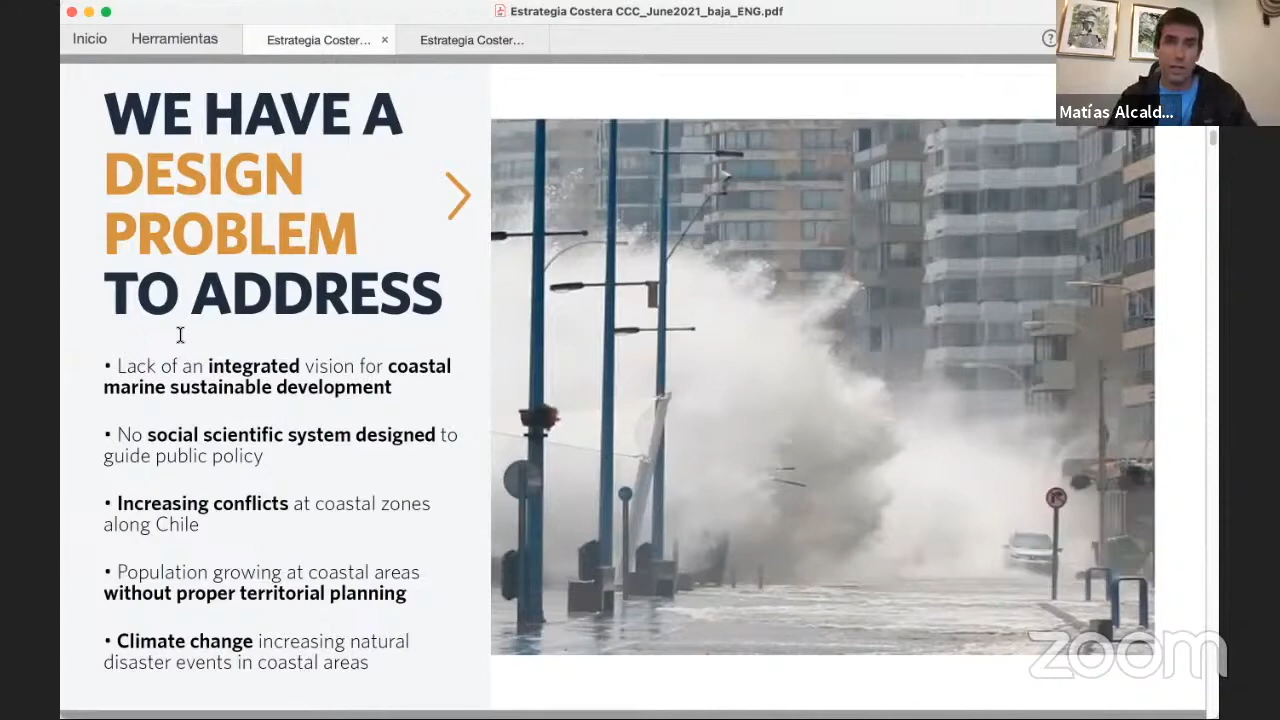 Estrategia Costera CCC_June2021_baja_ENG.pdf
Inicio
Herramientas
Estrategia Coster...
×
Estrategia Coster...
?
Matías Alcald...
WE HAVE A
DESIGN
PROBLEM
TO ADDRESS
• Lack of an integrated vision for coastal
marine sustainable development
• No social scientific system designed to
guide public policy
• Increasing conflicts at coastal zones
along Chile
• Population growing at coastal areas
without proper territorial planning
• Climate change increasing natural
disaster events in coastal areas
zoom